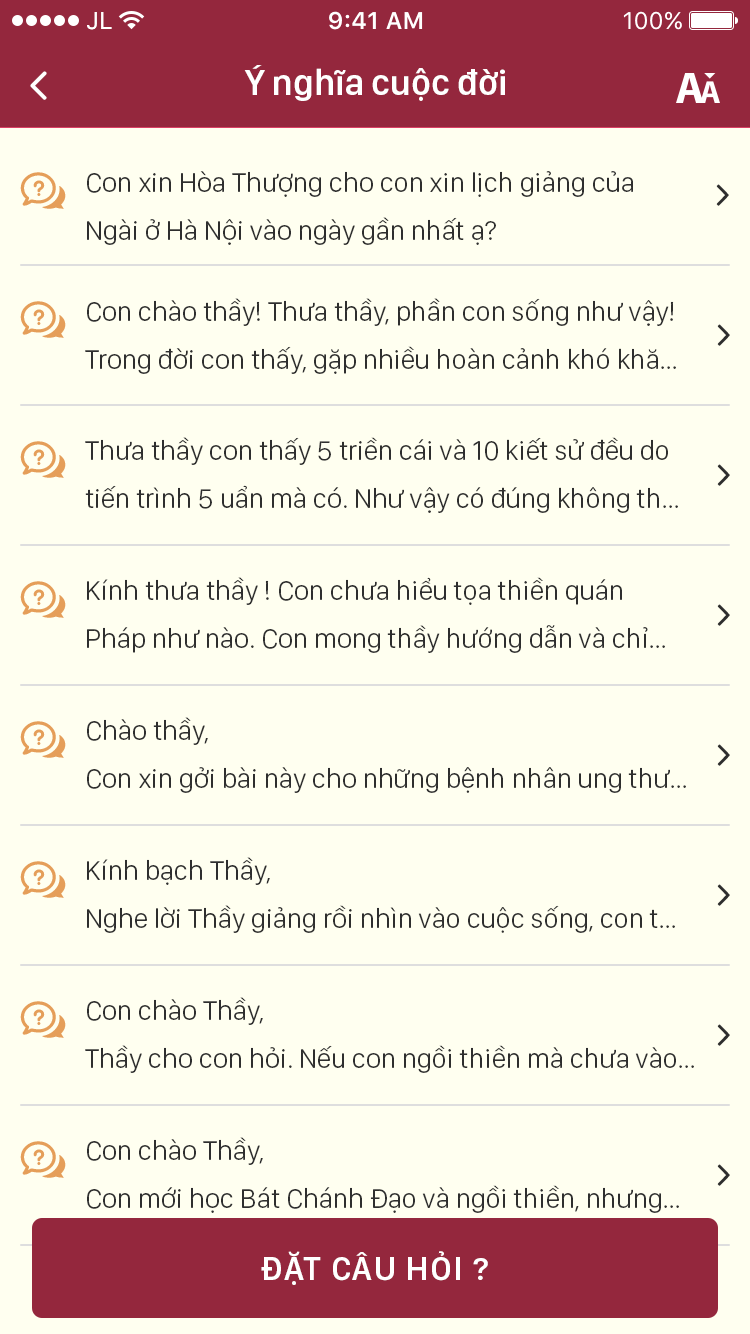 JL 9:41 AM 100%
Ý nghĩa cuộc đời AA
Con xin Hòa Thượng cho con xin lịch giảng của
Ngài ở Hà Nội vào ngày gần nhất ạ?
Con chào thầy! Thưa thầy, phần con sống như vậy!
Trong đời con thấy, gặp nhiều hoàn cảnh khó khă...
Thưa thầy con thấy 5 triền cái và 10 kiết sử đều do
tiến trình 5 uẩn mà có. Như vậy có đúng không th...
Kính thưa thầy ! Con chưa hiểu tọa thiền quán
Pháp như nào. Con mong thầy hướng dẫn và chỉ...
Chào thầy,
Con xin gởi bài này cho những bệnh nhân ung thư...
Kính bạch Thầy,
Nghe lời Thầy giảng rồi nhìn vào cuộc sống, con t...
Con chào Thầy,
Thầy cho con hỏi. Nếu con ngồi thiền mà chưa vào...
Con chào Thầy,
Con mới học Bát Chánh Đạo và ngồi thiền, nhưng...
ĐẶT CÂU HỎI ?